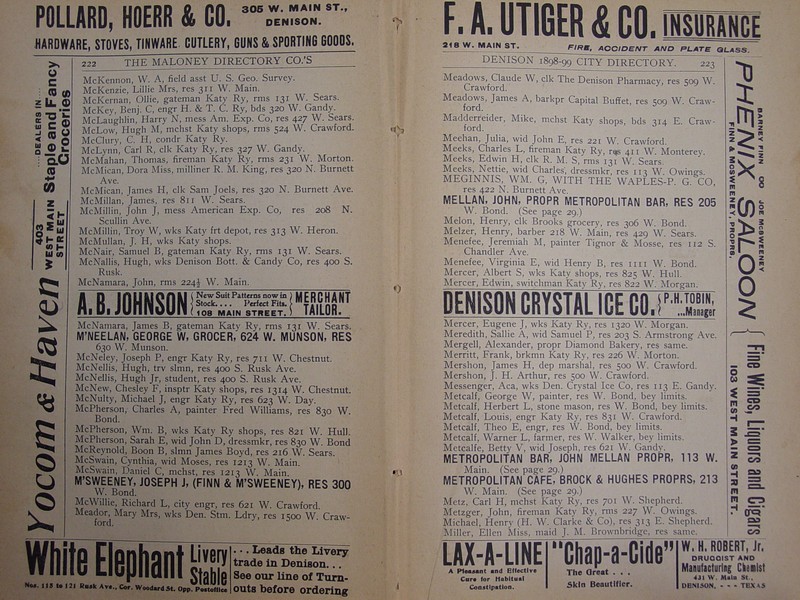 POLLARD, HOERR & CO. 305 W. MAIN ST., DENISON.
HARDWARE, STOVES, TINWARE CUTLERY, GUNS & SPORTING GOODS.
222 THE MALONEY DIRECTORY CO.'S
McKennon, W. A, field asst U. S. Geo. Survey.
McKenzie, Lillie Mrs, res 311 W. Main.
McKernan, Ollie, gateman Katy Ry, rms 131 W. Sears.
McKey, Benj. C, engr H. & T. C. Ry, bds 320 W. Gandy.
McLaughlin, Harry N, mess Am. Exp. Co, res 427 W. Sears.
McLow, Hugh M, mchst Katy shops, rms 524 W. Crawford.
McClury, C. H, condr Katy Ry.
McLynn, Carl R, clk Katy Ry, res 327 W. Gandy.
McMahan, Thomas, fireman Katy Ry, rms 231 W. Morton.
McMican, Dora Miss, milliner R. M. King, res 320 N. Burnett
Ave.
McMican, James H, clk Sam Joels, res 320 N. Burnett Ave.
McMillan, James, res 811 W. Sears.
McMillin, John J, mess American Exp. Co, res 208 N.
Scullin Ave.
McMillin, Troy W, wks Katy frt depot, res 313 W. Heron.
McMullan, J. H, wks Katy shops.
McNair, Samuel B, gateman Katy Ry, rms 131 W. Sears.
McNallis, Hugh, wks Denison Bott. & Candy Co, res 400 S.
Rusk.
McNamara, John, rms 224½ W. Main.
A. B. JOHNSON { New Suit Patterns now in Stock.... Perfect Fits. 108 MAIN STREET. } MERCHANT TAILOR.
McNamara, James B, gateman Katy Ry, rms 131 W. Sears.
M'NEELAN, GEORGE W, GROCER, 624 W. MUNSON, RES
630 W. Munson.
McNeley, Joseph P, engr Katy Ry, res 711 W. Chestnut.
McNellis, Hugh, trv slmn, res 400 S. Rusk Ave.
McNellis, Hugh Jr, student, res 400 S. Rusk Ave.
McNew, Chesley F, insptr Katy shops, res 1314 W. Chestnut.
McNulty, Michael J, engr Katy Ry, res 623 W. Day.
McPherson, Charles A, painter Fred Williams, res 830 W.
Bond.
McPherson, Wm. B, wks Katy Ry shops, res 821 W. Hull.
McPherson, Sarah E, wid John D, dressmkr, res 830 W. Bond
McReynold, Boon B, slmn James Boyd, res 216 W. Sears.
McSwain, Cynthia, wid Moses, res 1213 W. Main.
McSwain, Daniel C, mchst, res 1213 W. Main.
M'SWEENEY, JOSEPH J, (FINN & M'SWEENEY), RES 300
W. Bond.
McWillie, Richard L, city engr, res 621 W. Crawford.
Meador, Mary Mrs, wks Den. Stm. Ldry, res 1500 W. Craw-
ford.
White Elephant Livery Stable
Nos. 113 to 121 Rusk Ave., Cor. Woodard St. Opp. Postoffice
...Leads the Livery
trade in Denison...
See our line of Turn-
outs before ordering
...DEALERS IN...
Staple and Fancy
Groceries
403
WEST MAIN
STREET
Yocom & Haven
F. A. UTIGER & CO. INSURANCE
218 W. MAIN ST. FIRE, ACCIDENT AND PLATE GLASS.
DENISON 1898-99 CITY DIRECTORY. 223
Meadows, Claude W, clk The Denison Pharmacy, res 509 W.
Crawford.
Meadows, James A, barkpr Capital Buffet, res 509 W. Craw-
ford.
Madderreider, Mike, mchst Katy shops, bds 314 E. Craw-
ford.
Meehan, Julia, wid John E, res 221 W. Crawford.
Meeks, Charles L, fireman Katy Ry, res 411 W. Monterey.
Meeks, Edwin H, clk R. M. S, rms 131 W. Sears.
Meeks, Nettie, wid Charles, dressmkr, res 113 W. Owings.
MEGINNIS, WM. G, WITH THE WAPLES-P. G. CO,
res 422 N. Burnett Ave.
MELLAN, JOHN, PROPR METROPOLITAN BAR, RES 205
W. Bond. (See page 29.)
Melon, Henry, clk Brooks grocery, res 306 W. Bond.
Melzer, Henry, barber 218 W. Main, res 429 W. Sears.
Menefee, Jeremiah M, painter Tignor & Mosse, res 112 S.
Chandler Ave.
Menefee, Virginia E, wid Henry B, res 1111 W. Bond.
Mercer, Albert S, wks Katy shops, res 825 W. Hull.
Mercer, Edwin, switchman Katy Ry, res 822 W. Morgan.
DENISON CRYSTAL ICE CO. } P. H. TOBIN, ...Manager
Mercer, Eugene J, wks Katy Ry, res 1320 W. Morgan.
Meredith, Sallie A, wid Samuel P, res 203 S. Armstrong Ave.
Mergell, Alexander, propr Diamond Bakery, res same.
Merritt, Frank, brkmn Katy Ry, res 226 W. Morton.
Mershon, James H, dep marshal, res 500 W. Crawford.
Mershon, J. H. Arthur, res 500 W. Crawford.
Messenger, Aca, wks Den. Crystal Ice Co, res 113 E. Gandy.
Metcalf, George W, painter, res W. Bond, bey limits.
Metcalf, Herbert L, stone mason, res W. Bond, bey limits.
Metcalf, Louis, engr Katy Ry, res 831 W. Crawford.
Metcalf, Theo E, engr, res W. Bond, bey limits.
Metcalf, Warner L, farmer, res W. Walker, bey limits.
Metcalfe, Betty V, wid Joseph, res 621 W. Gandy.
METROPOLITAN BAR, JOHN MELLAN PROPR, 113 W.
Main. (See page 29.)
METROPOLITAN CAFE, BROCK & HUGHES PROPRS, 213
W. Main. (See page 29.)
Metz, Carl H, mchst Katy Ry, res 701 W. Shepherd.
Metzger, John, fireman Katy Ry, rms 227 W. Owings.
Michael, Henry (H. W. Clarke & Co), res 313 E. Shepherd.
Miller, Ellen Miss, maid J. M. Brownbridge, res same.
LAX-A-LINE
A Pleasant and Effective
Cure for Habitual
Constipation.
"Chap-a-Cide"
The Great...
Skin Beautifier.
W. H. ROBERT, Jr.
DRUGGIST AND
Manufacturing Chemist
431 W. Main St.,
DENISON, - - - TEXAS
BARNEY FINN JOE McSWEENEY
PHENIX SALOON
FINN & McSWEENEY, PROPRS.
Fine Wines, Liquors and Cigars
103 WEST MAIN STREET.